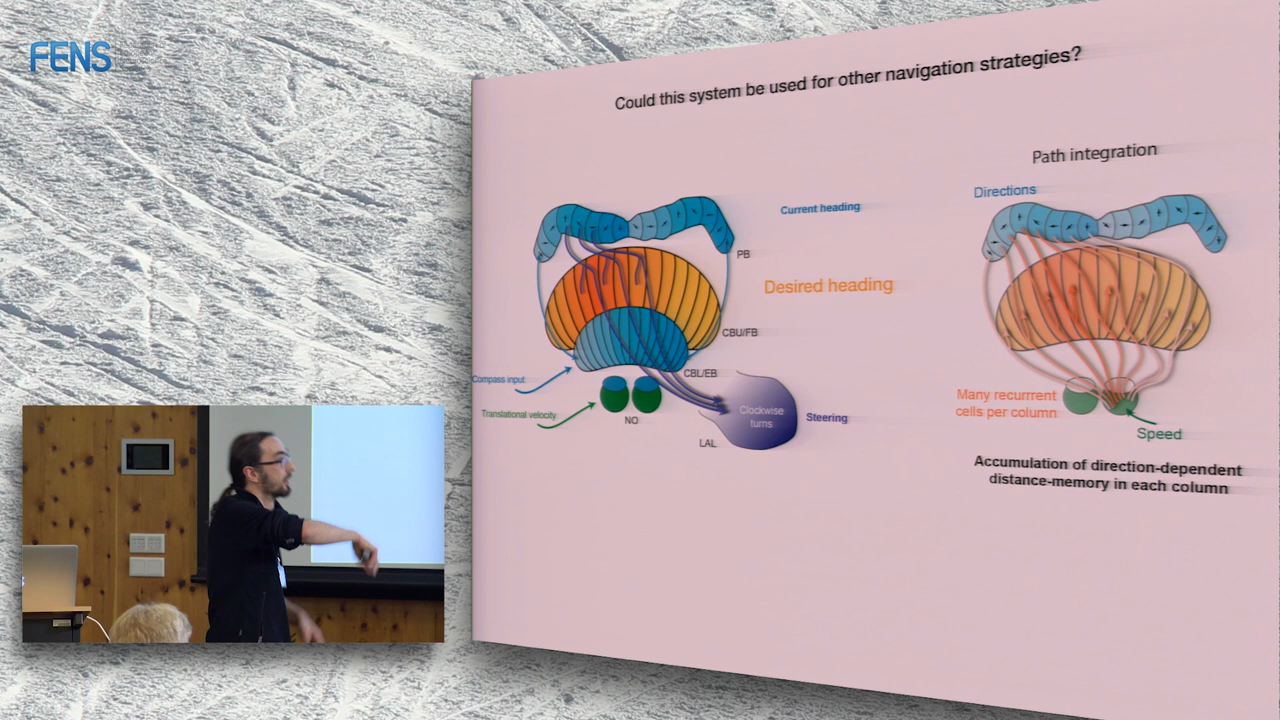 FENS
Could this system be used for other navigation strategies?
Path integration
Directions
Current heading
PB
Desired heading
CBU/FB
CBL/EB
Compass input
Translational velocity
NO
Clockwise
turns
Steering
LAL
Many recurrrent
cells per column
Speed
Accumulation of direction-dependent
distance-memory in each column